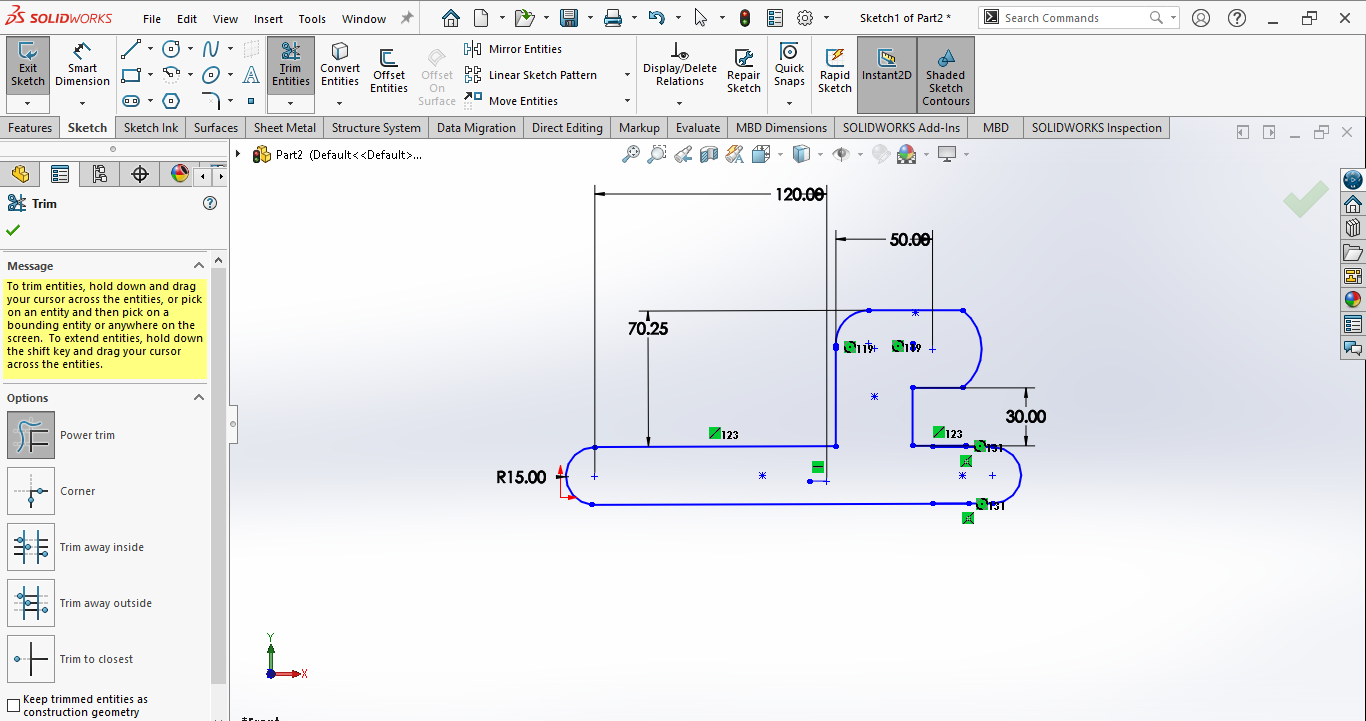 SOLIDWORKS
File Edit View Insert Tools Window
Sketch1 of Part2 *
Search Commands
Exit Sketch
Smart Dimension
Trim Entities
Convert Entities
Offset Entities
Offset On Surface
Mirror Entities
Linear Sketch Pattern
Move Entities
Display/Delete Relations
Repair Sketch
Quick Snaps
Rapid Sketch
Instant2D
Shaded Sketch Contours
Features Sketch Sketch Ink Surfaces Sheet Metal Structure System Data Migration Direct Editing Markup Evaluate MBD Dimensions SOLIDWORKS Add-Ins MBD SOLIDWORKS Inspection
Part2 (Default<<Default>...
Trim
Message
To trim entities, hold down and drag
your cursor across the entities, or pick
on an entity and then pick on a
bounding entity or anywhere on the
screen. To extend entities, hold down
the shift key and drag your cursor
across the entities.
Options
Power trim
Corner
Trim away inside
Trim away outside
Trim to closest
Keep trimmed entities as
construction geometry
120.00
50.00
70.25
119
30.00
123
123
131
R15.00
131
Y
X
*Front